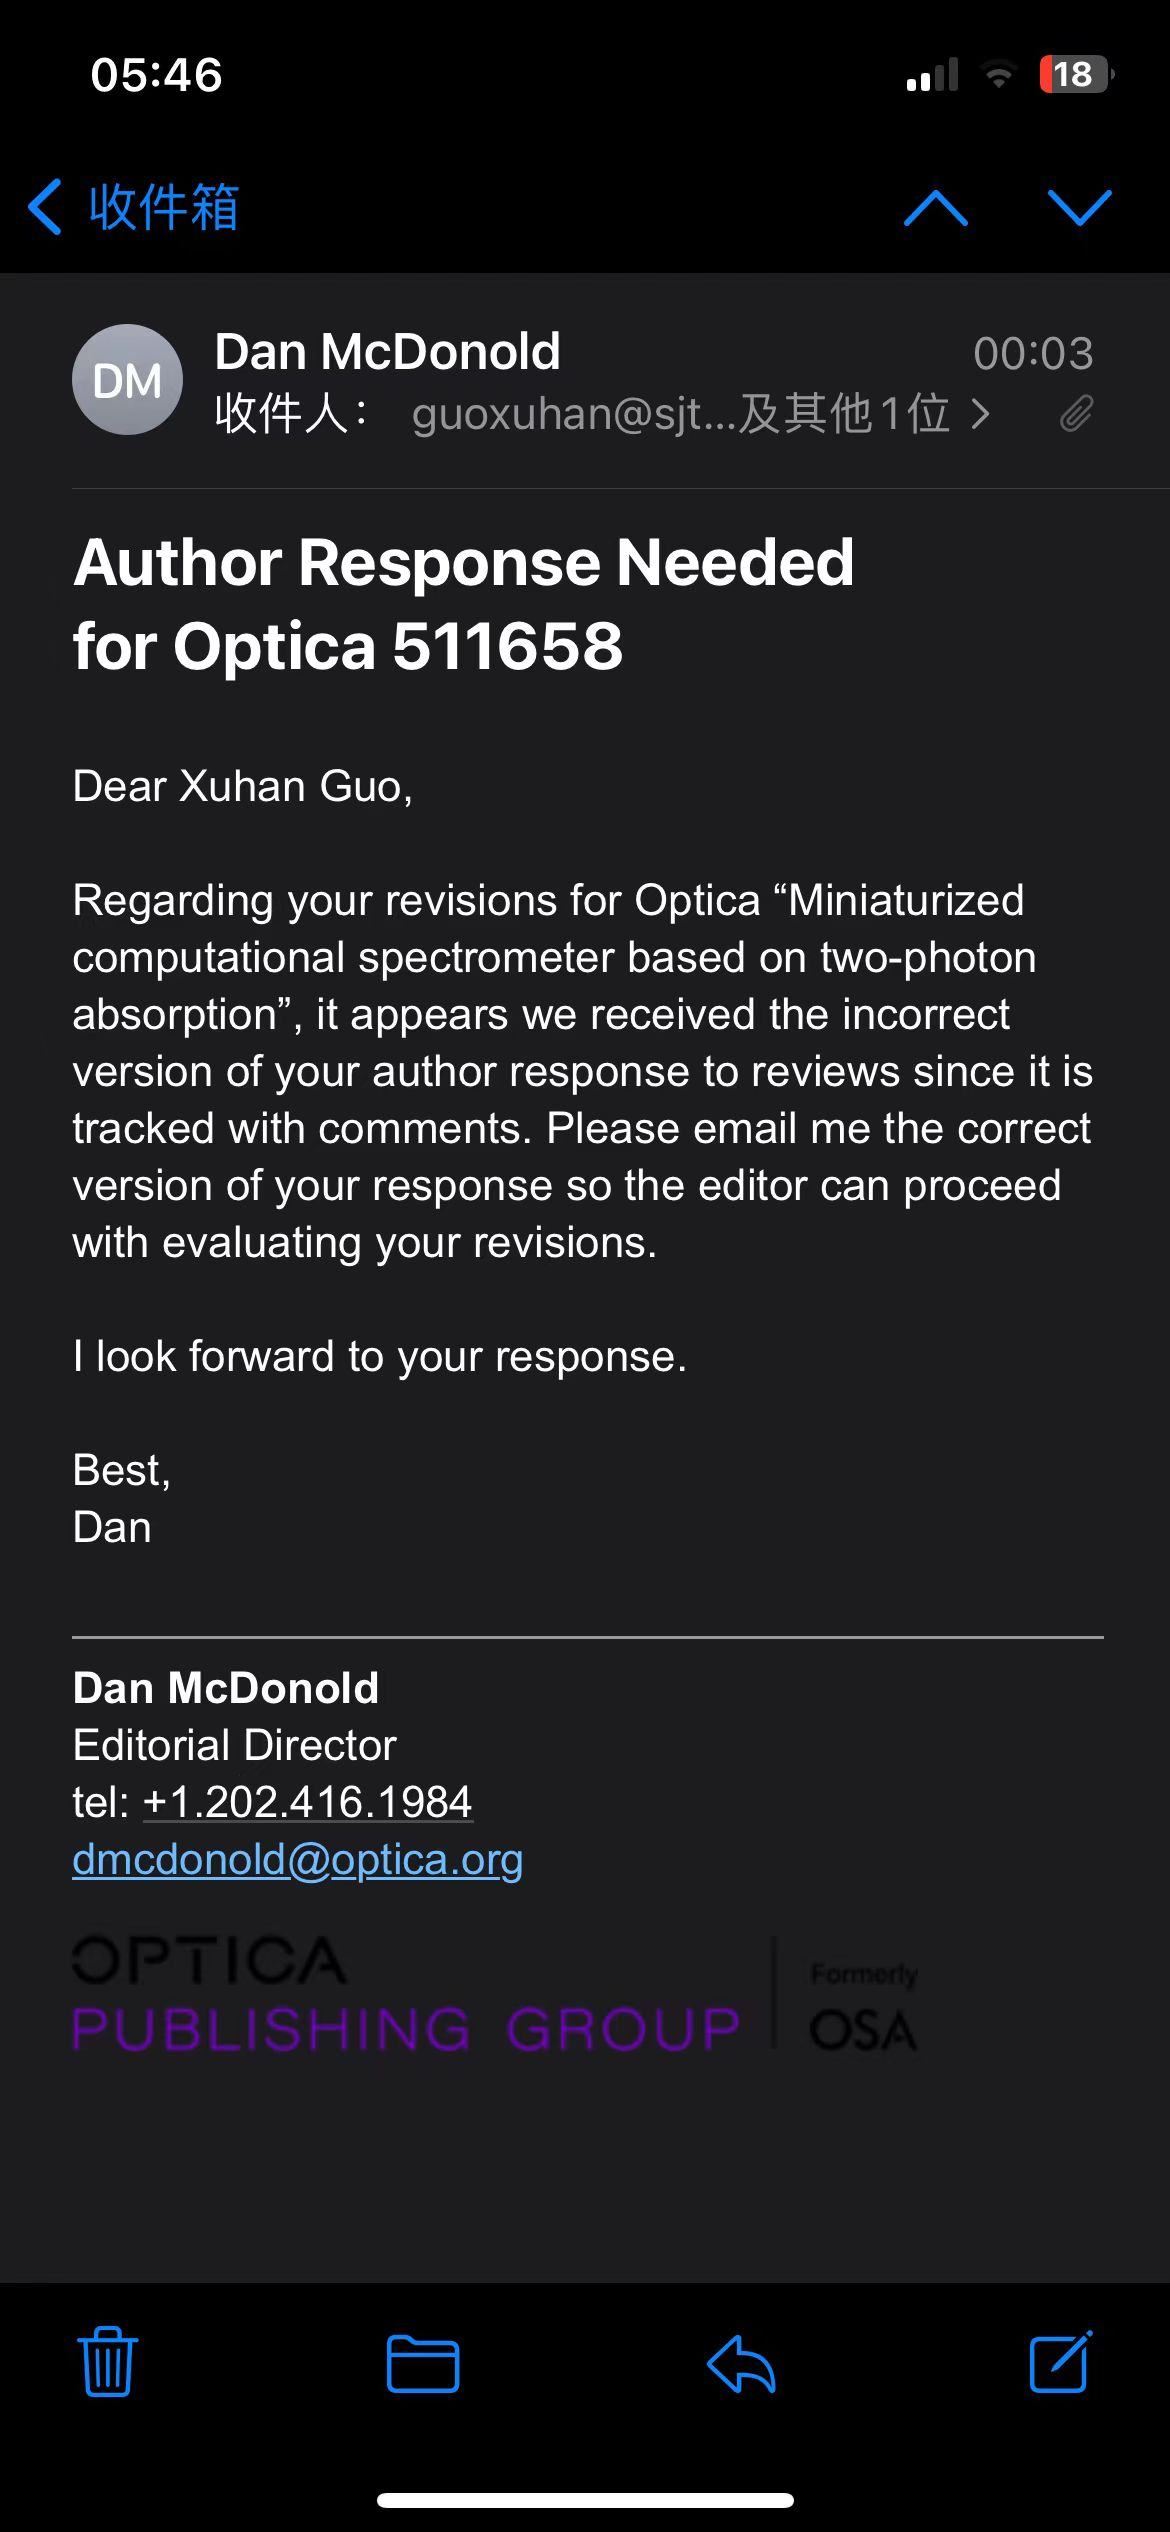 05:46
18
收件箱
DM
Dan McDonold
00:03
收件人： guoxuhan@sjt...及其他1位
Author Response Needed
for Optica 511658
Dear Xuhan Guo,
Regarding your revisions for Optica “Miniaturized
computational spectrometer based on two-photon
absorption”, it appears we received the incorrect
version of your author response to reviews since it is
tracked with comments. Please email me the correct
version of your response so the editor can proceed
with evaluating your revisions.
I look forward to your response.
Best,
Dan
Dan McDonold
Editorial Director
tel: +1.202.416.1984
dmcdonold@optica.org
OPTICA
PUBLISHING GROUP
Formerly
OSA